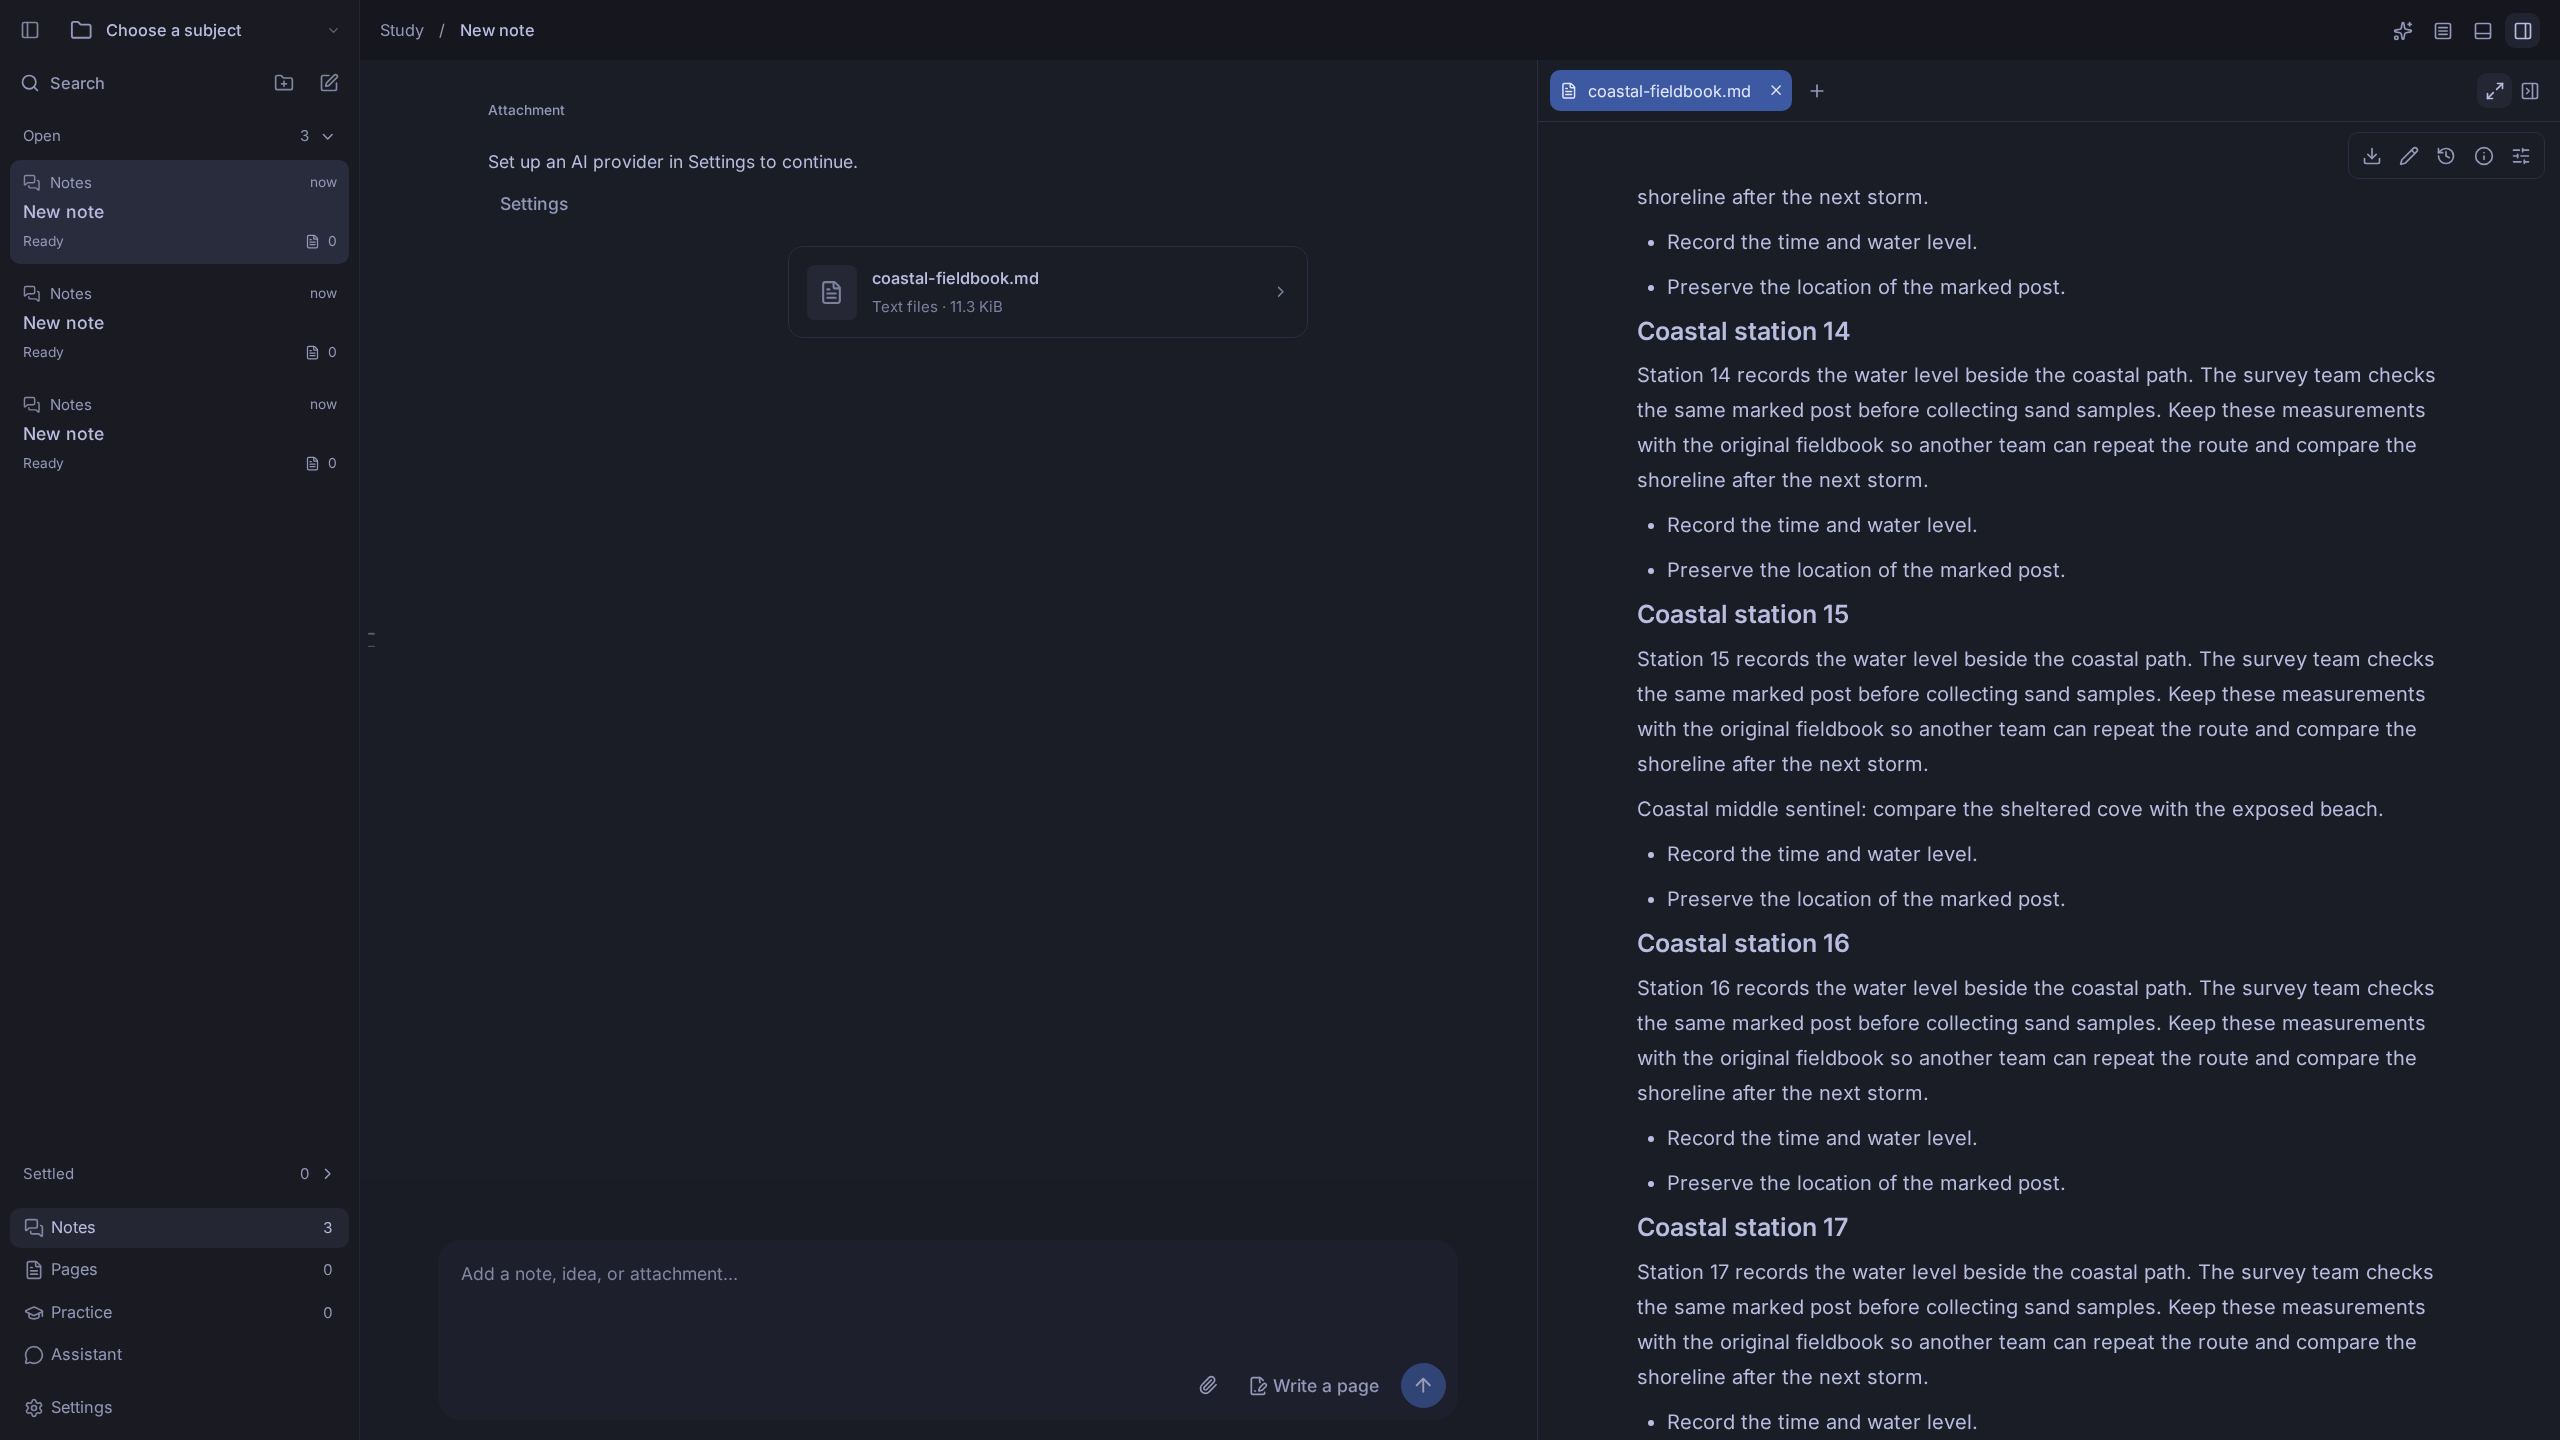 Choose a subject
Search
Open 3
Notes now
New note
Ready 0
Notes now
New note
Ready 0
Notes now
New note
Ready 0
Settled 0
Notes 3
Pages 0
Practice 0
Assistant
Settings
Study / New note
Attachment
Set up an AI provider in Settings to continue.
Settings
coastal-fieldbook.md
Text files · 11.3 KiB
Add a note, idea, or attachment...
Write a page
coastal-fieldbook.md
shoreline after the next storm.
• Record the time and water level.
• Preserve the location of the marked post.
Coastal station 14
Station 14 records the water level beside the coastal path. The survey team checks
the same marked post before collecting sand samples. Keep these measurements
with the original fieldbook so another team can repeat the route and compare the
shoreline after the next storm.
• Record the time and water level.
• Preserve the location of the marked post.
Coastal station 15
Station 15 records the water level beside the coastal path. The survey team checks
the same marked post before collecting sand samples. Keep these measurements
with the original fieldbook so another team can repeat the route and compare the
shoreline after the next storm.
Coastal middle sentinel: compare the sheltered cove with the exposed beach.
• Record the time and water level.
• Preserve the location of the marked post.
Coastal station 16
Station 16 records the water level beside the coastal path. The survey team checks
the same marked post before collecting sand samples. Keep these measurements
with the original fieldbook so another team can repeat the route and compare the
shoreline after the next storm.
• Record the time and water level.
• Preserve the location of the marked post.
Coastal station 17
Station 17 records the water level beside the coastal path. The survey team checks
the same marked post before collecting sand samples. Keep these measurements
with the original fieldbook so another team can repeat the route and compare the
shoreline after the next storm.
• Record the time and water level.